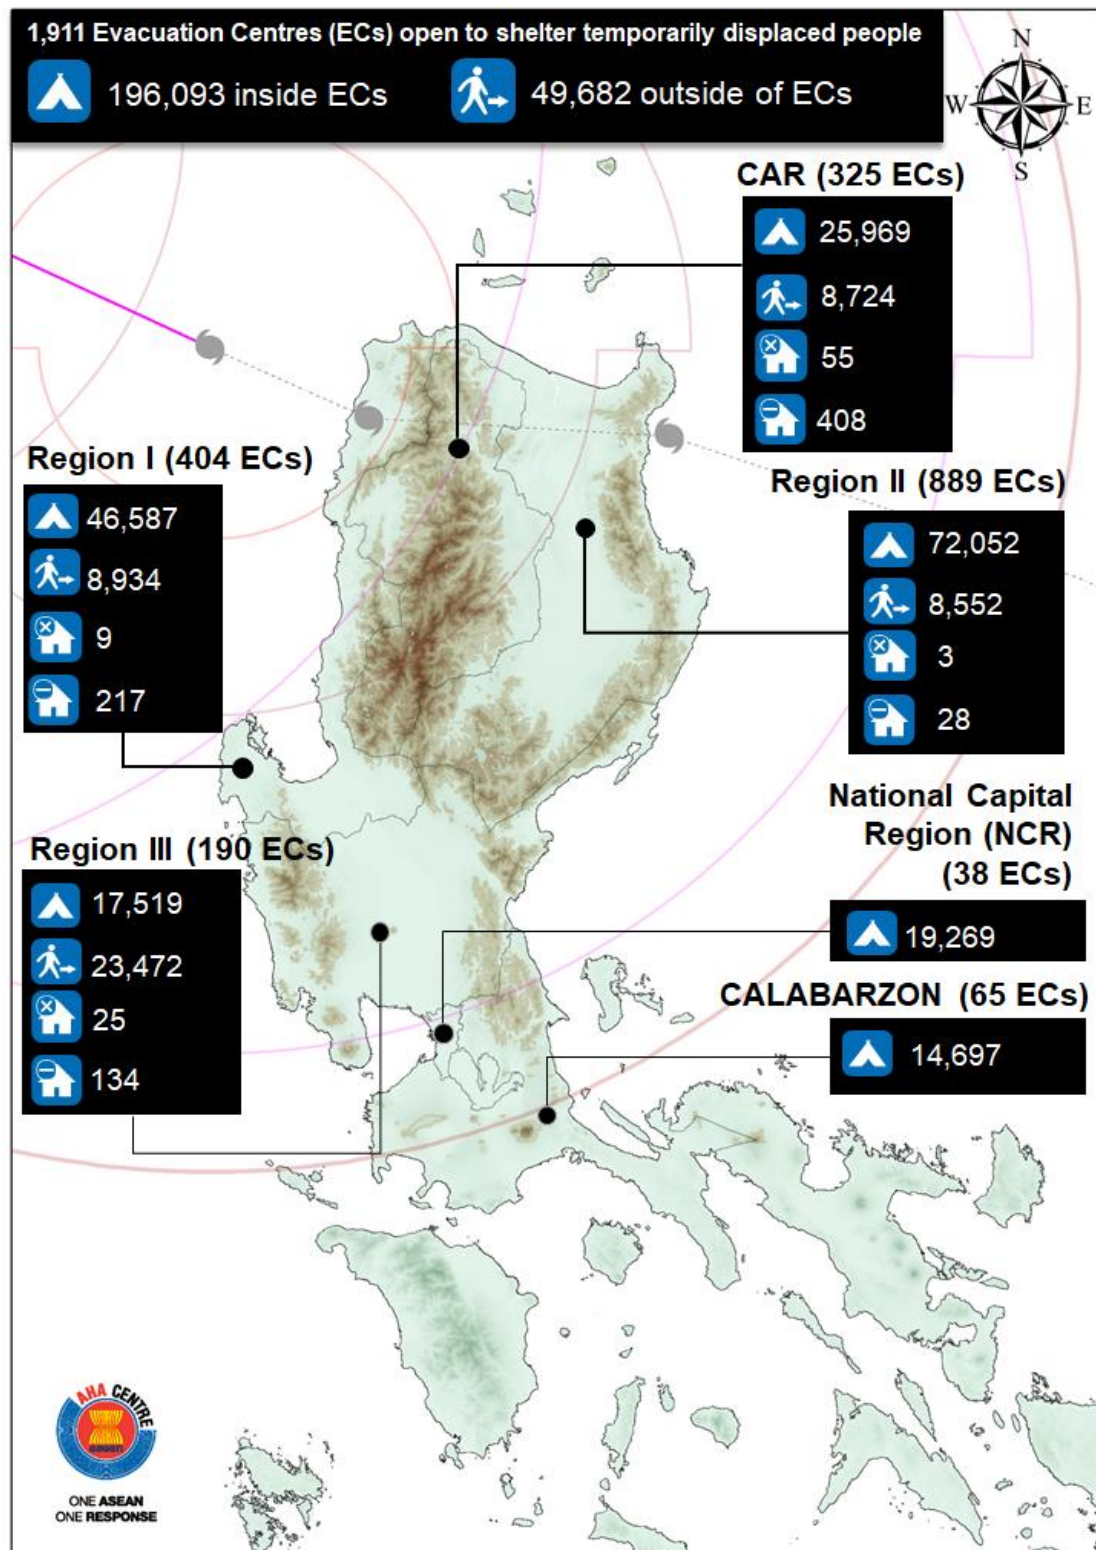 1,911 Evacuation Centres (ECs) open to shelter temporarily displaced people
196,093 inside ECs
49,682 outside of ECs
N
W
E
S
CAR (325 ECs)
25,969
8,724
55
408
Region I (404 ECs)
46,587
8,934
9
217
Region II (889 ECs)
72,052
8,552
3
28
National Capital
Region (NCR)
(38 ECs)
19,269
Region III (190 ECs)
17,519
23,472
25
134
CALABARZON (65 ECs)
14,697
AHA CENTRE
ONE ASEAN
ONE RESPONSE